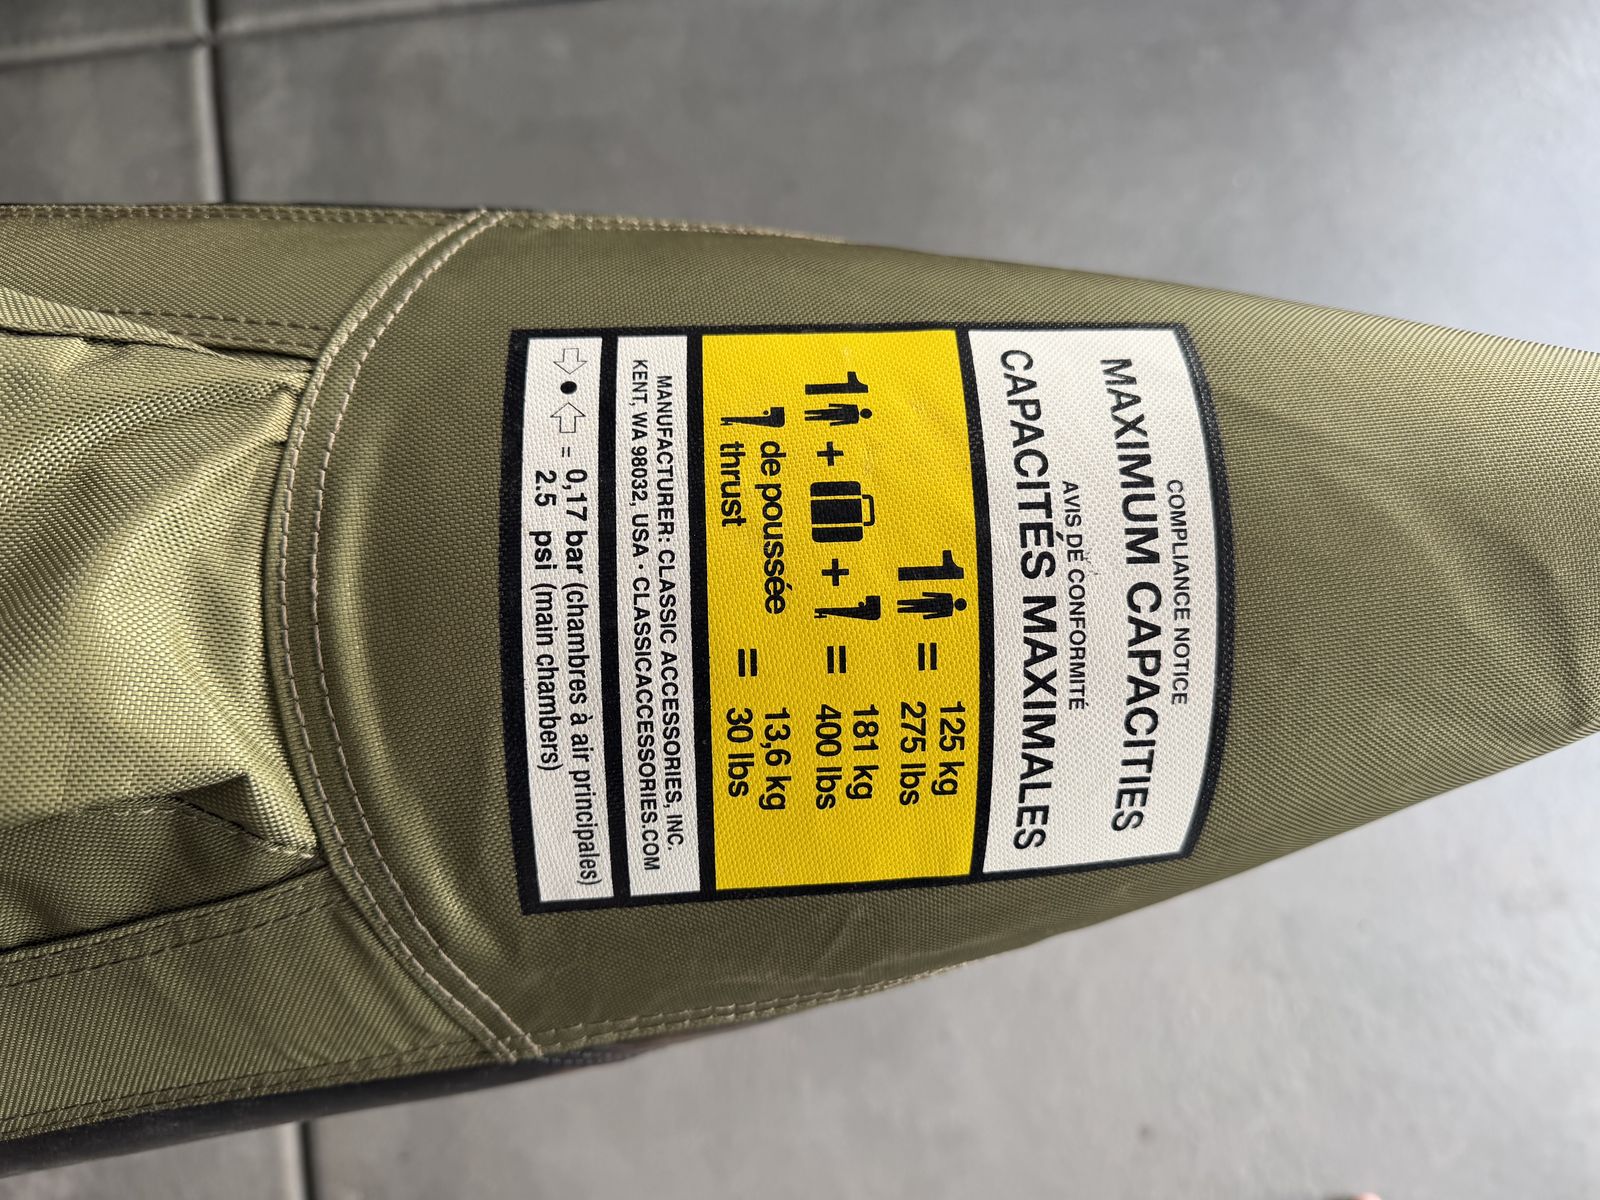 COMPLIANCE NOTICE
MAXIMUM CAPACITIES
AVIS DE CONFORMITÉ
CAPACITÉS MAXIMALES
1 = 125 kg
275 lbs
1 + + = 181 kg
400 lbs
de poussée = 13,6 kg
thrust 30 lbs
MANUFACTURER: CLASSIC ACCESSORIES, INC.
KENT, WA 98032, USA · CLASSICACCESSORIES.COM
= 0,17 bar (chambres à air principales)
2.5 psi (main chambers)